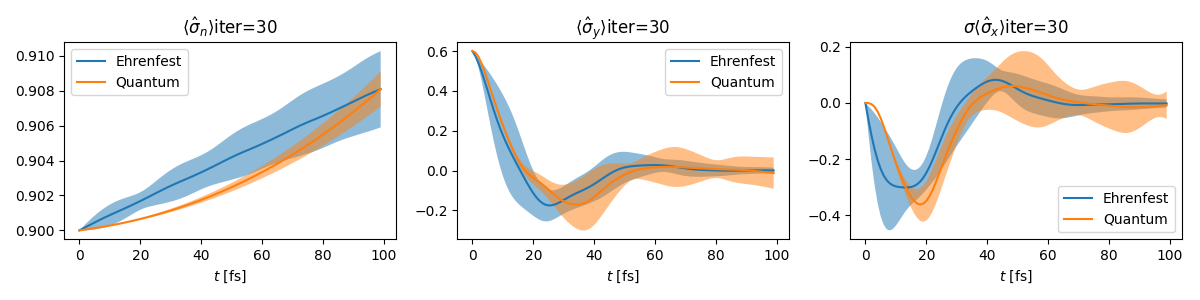 ⟨σ̂ₙ⟩iter=30
0.910
0.908
0.906
0.904
0.902
0.900
0 20 40 60 80 100
t [fs]
Ehrenfest
Quantum
⟨σ̂ᵧ⟩iter=30
0.6
0.4
0.2
0.0
−0.2
0 20 40 60 80 100
t [fs]
Ehrenfest
Quantum
σ⟨σ̂ₓ⟩iter=30
0.2
0.0
−0.2
−0.4
0 20 40 60 80 100
t [fs]
Ehrenfest
Quantum